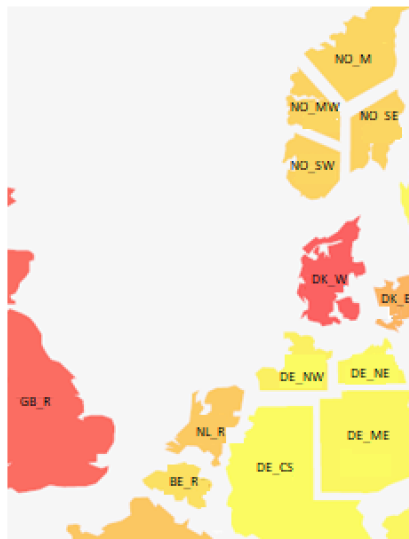 NO_M
NO_MW
NO_SE
NO_SW
DK_W
DK_E
DE_NW
DE_NE
GB_R
NL_R
DE_ME
DE_CS
BE_R